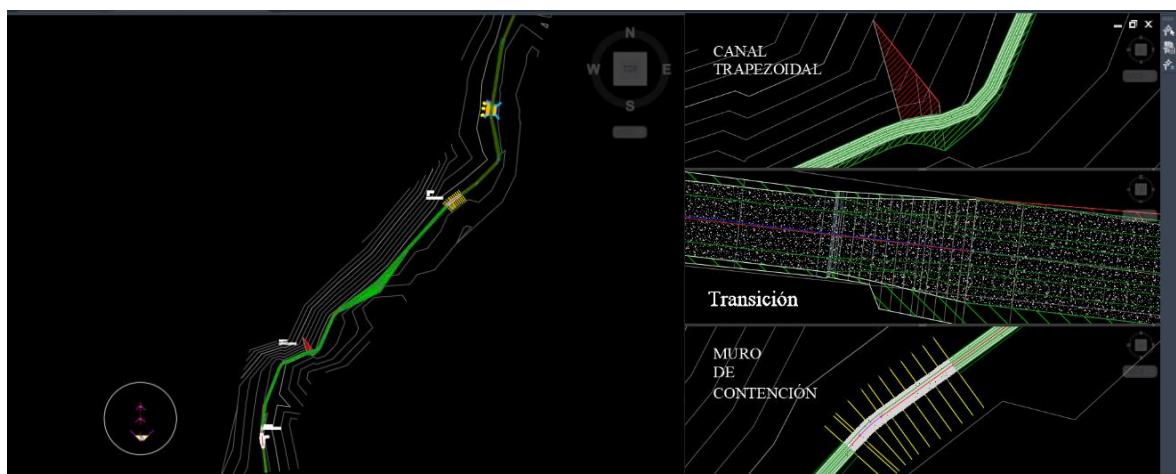 N
W
TOP
E
S
CANAL
TRAPEZOIDAL
Transición
MURO
DE
CONTENCIÓN